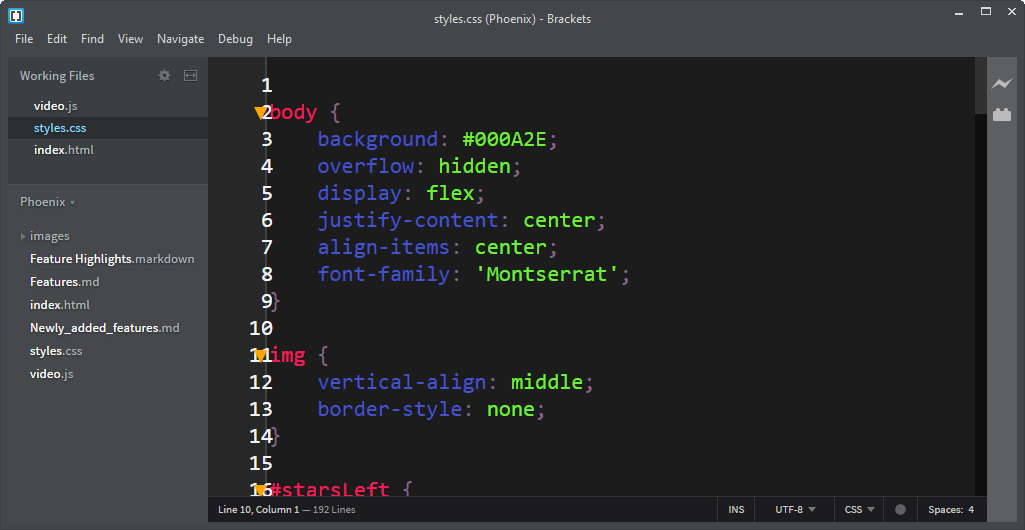 styles.css (Phoenix) - Brackets
File Edit Find View Navigate Debug Help
Working Files
video.js
styles.css
index.html
Phoenix
images
Feature Highlights.markdown
Features.md
index.html
Newly_added_features.md
styles.css
video.js
1
2 body {
3     background: #000A2E;
4     overflow: hidden;
5     display: flex;
6     justify-content: center;
7     align-items: center;
8     font-family: 'Montserrat';
9 }
10
11 img {
12     vertical-align: middle;
13     border-style: none;
14 }
15
16 #starsLeft {
Line 10, Column 1 — 192 Lines INS UTF-8 CSS Spaces: 4